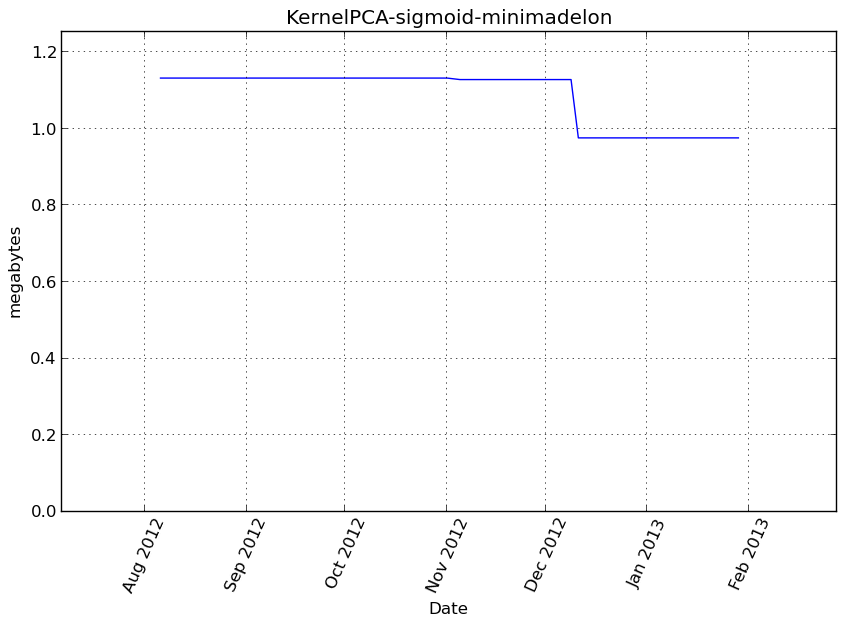 KernelPCA-sigmoid-minimadelon
1.2
1.0
0.8
0.6
0.4
0.2
0.0
megabytes
Aug 2012
Sep 2012
Oct 2012
Nov 2012
Dec 2012
Jan 2013
Feb 2013
Date